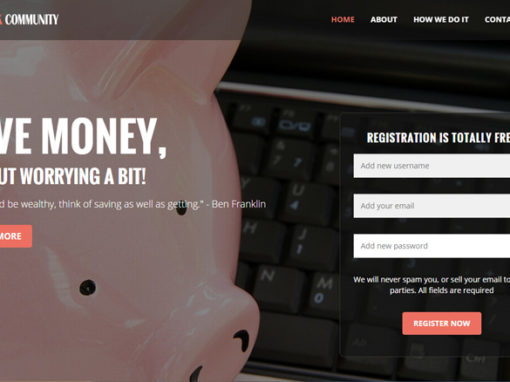 COMMUNITY
HOME ABOUT HOW WE DO IT CONTA
VE MONEY,
UT WORRYING A BIT!
d be wealthy, think of saving as well as getting." - Ben Franklin
MORE
REGISTRATION IS TOTALLY FRE
Add new username
Add your email
Add new password
We will never spam you, or sell your email to
parties. All fields are required
REGISTER NOW